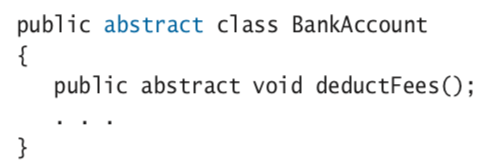 public abstract class BankAccount
{
   public abstract void deductFees();
   . . .
}